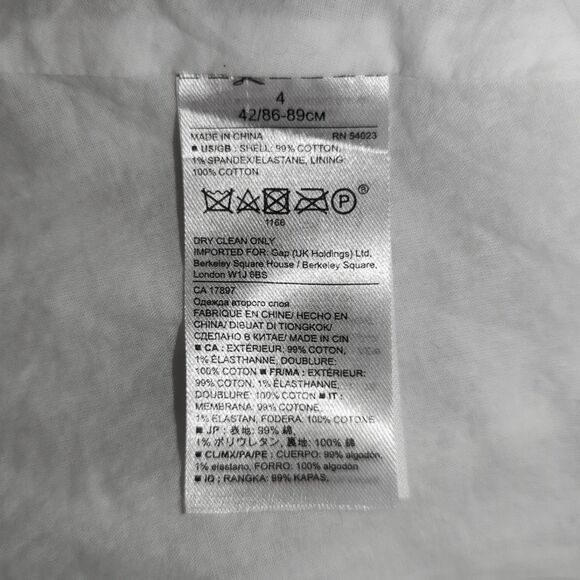 4
42/86-89CM
MADE IN CHINA RN 54023
■ US/GB : SHELL: 99% COTTON,
1% SPANDEX/ELASTANE, LINING:
100% COTTON
P®
1168
DRY CLEAN ONLY
IMPORTED FOR: Gap (UK Holdings) Ltd,
Berkeley Square House / Berkeley Square,
London W1J 6BS
CA 17897
Одежда второго слоя
FABRIQUE EN CHINE/ HECHO EN
CHINA/ DIBUAT DI TIONGKOK/
СДЕЛАНО В КИТАЕ/ MADE IN CIN
■ CA : EXTÉRIEUR: 99% COTON,
1% ÉLASTHANNE, DOUBLURE:
100% COTON ■ FR/MA : EXTÉRIEUR:
99% COTON, 1% ÉLASTHANNE,
DOUBLURE: 100% COTON ■ IT :
MEMBRANA: 99% COTONE,
1% ELASTAN, FODERA: 100% COTONE
■ JP : 表地: 99% 綿,
1% ポリウレタン, 裏地: 100% 綿
■ CL/MX/PA/PE : CUERPO: 99% algodón,
1% elastano, FORRO: 100% algodón
■ ID : RANGKA: 99% KAPAS,